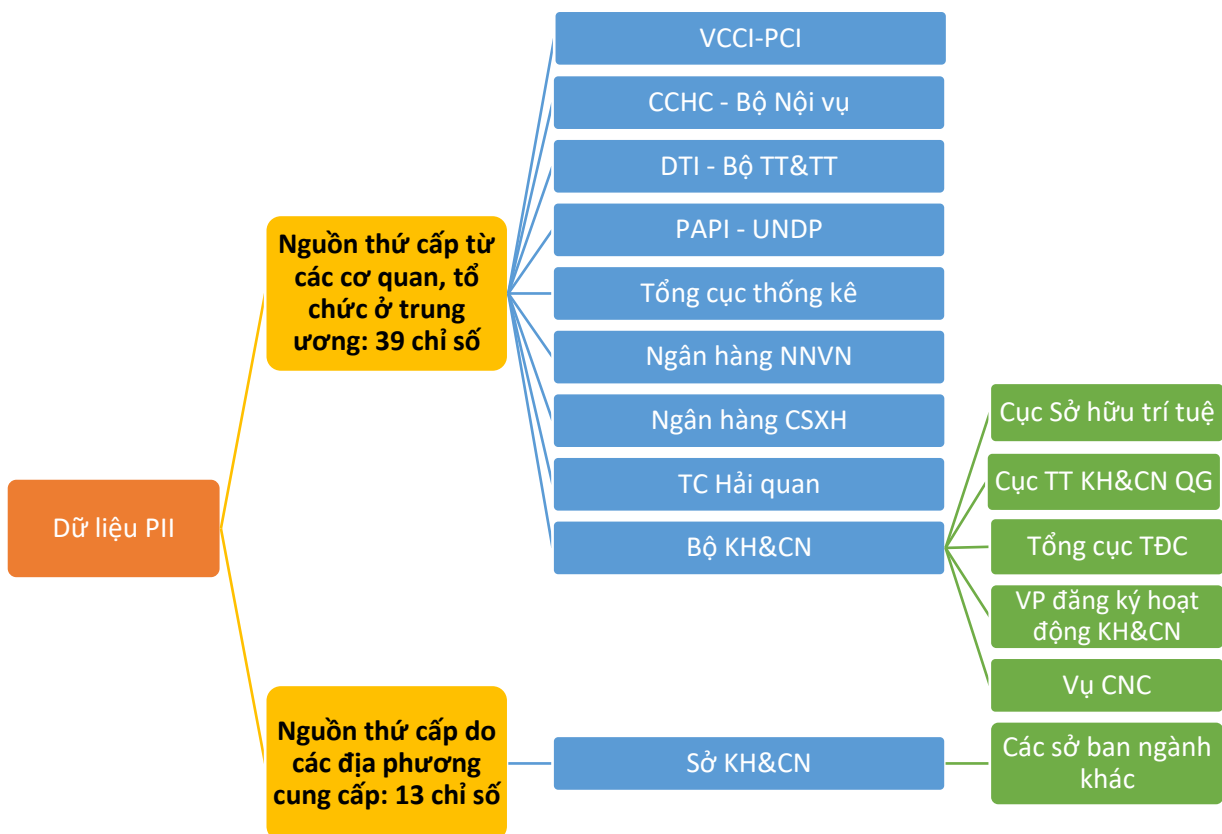 VCCI-PCI
CCHC - Bộ Nội vụ
DTI - Bộ TT&TT
PAPI - UNDP
Tổng cục thống kê
Ngân hàng NNVN
Ngân hàng CSXH
TC Hải quan
Bộ KH&CN
Nguồn thứ cấp từ
các cơ quan, tổ
chức ở trung
ương: 39 chỉ số
Cục Sở hữu trí tuệ
Cục TT KH&CN QG
Tổng cục TĐC
VP đăng ký hoạt
động KH&CN
Vụ CNC
Dữ liệu PII
Nguồn thứ cấp do
các địa phương
cung cấp: 13 chỉ số
Sở KH&CN
Các sở ban ngành
khác